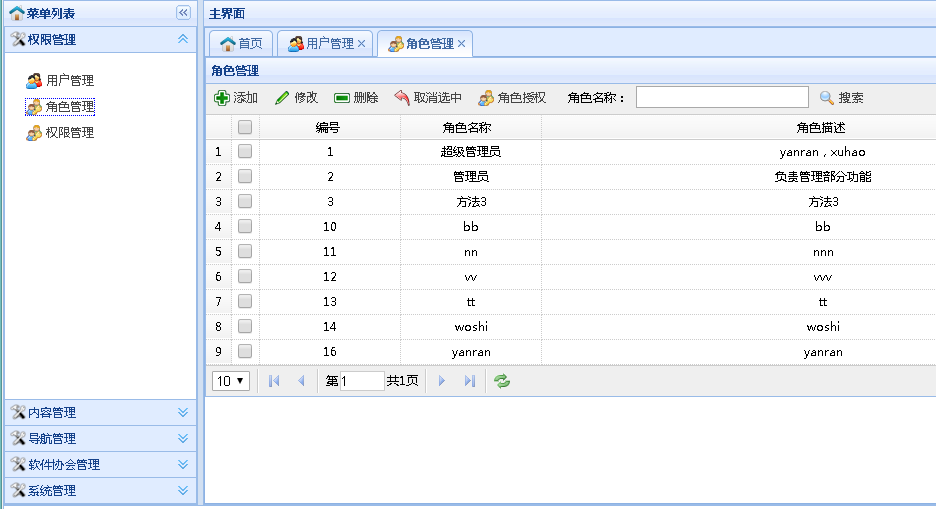 菜单列表
权限管理
用户管理
角色管理
权限管理
内容管理
导航管理
软件协会管理
系统管理
主界面
首页 用户管理 角色管理
角色管理
添加 修改 删除 取消选中 角色授权 角色名称： 搜索
编号 角色名称 角色描述
1 1 超级管理员 yanran，xuhao
2 2 管理员 负责管理部分功能
3 3 方法3 方法3
4 10 bb bb
5 11 nn nnn
6 12 vv vvv
7 13 tt tt
8 14 woshi woshi
9 16 yanran yanran
10 第1 共1页